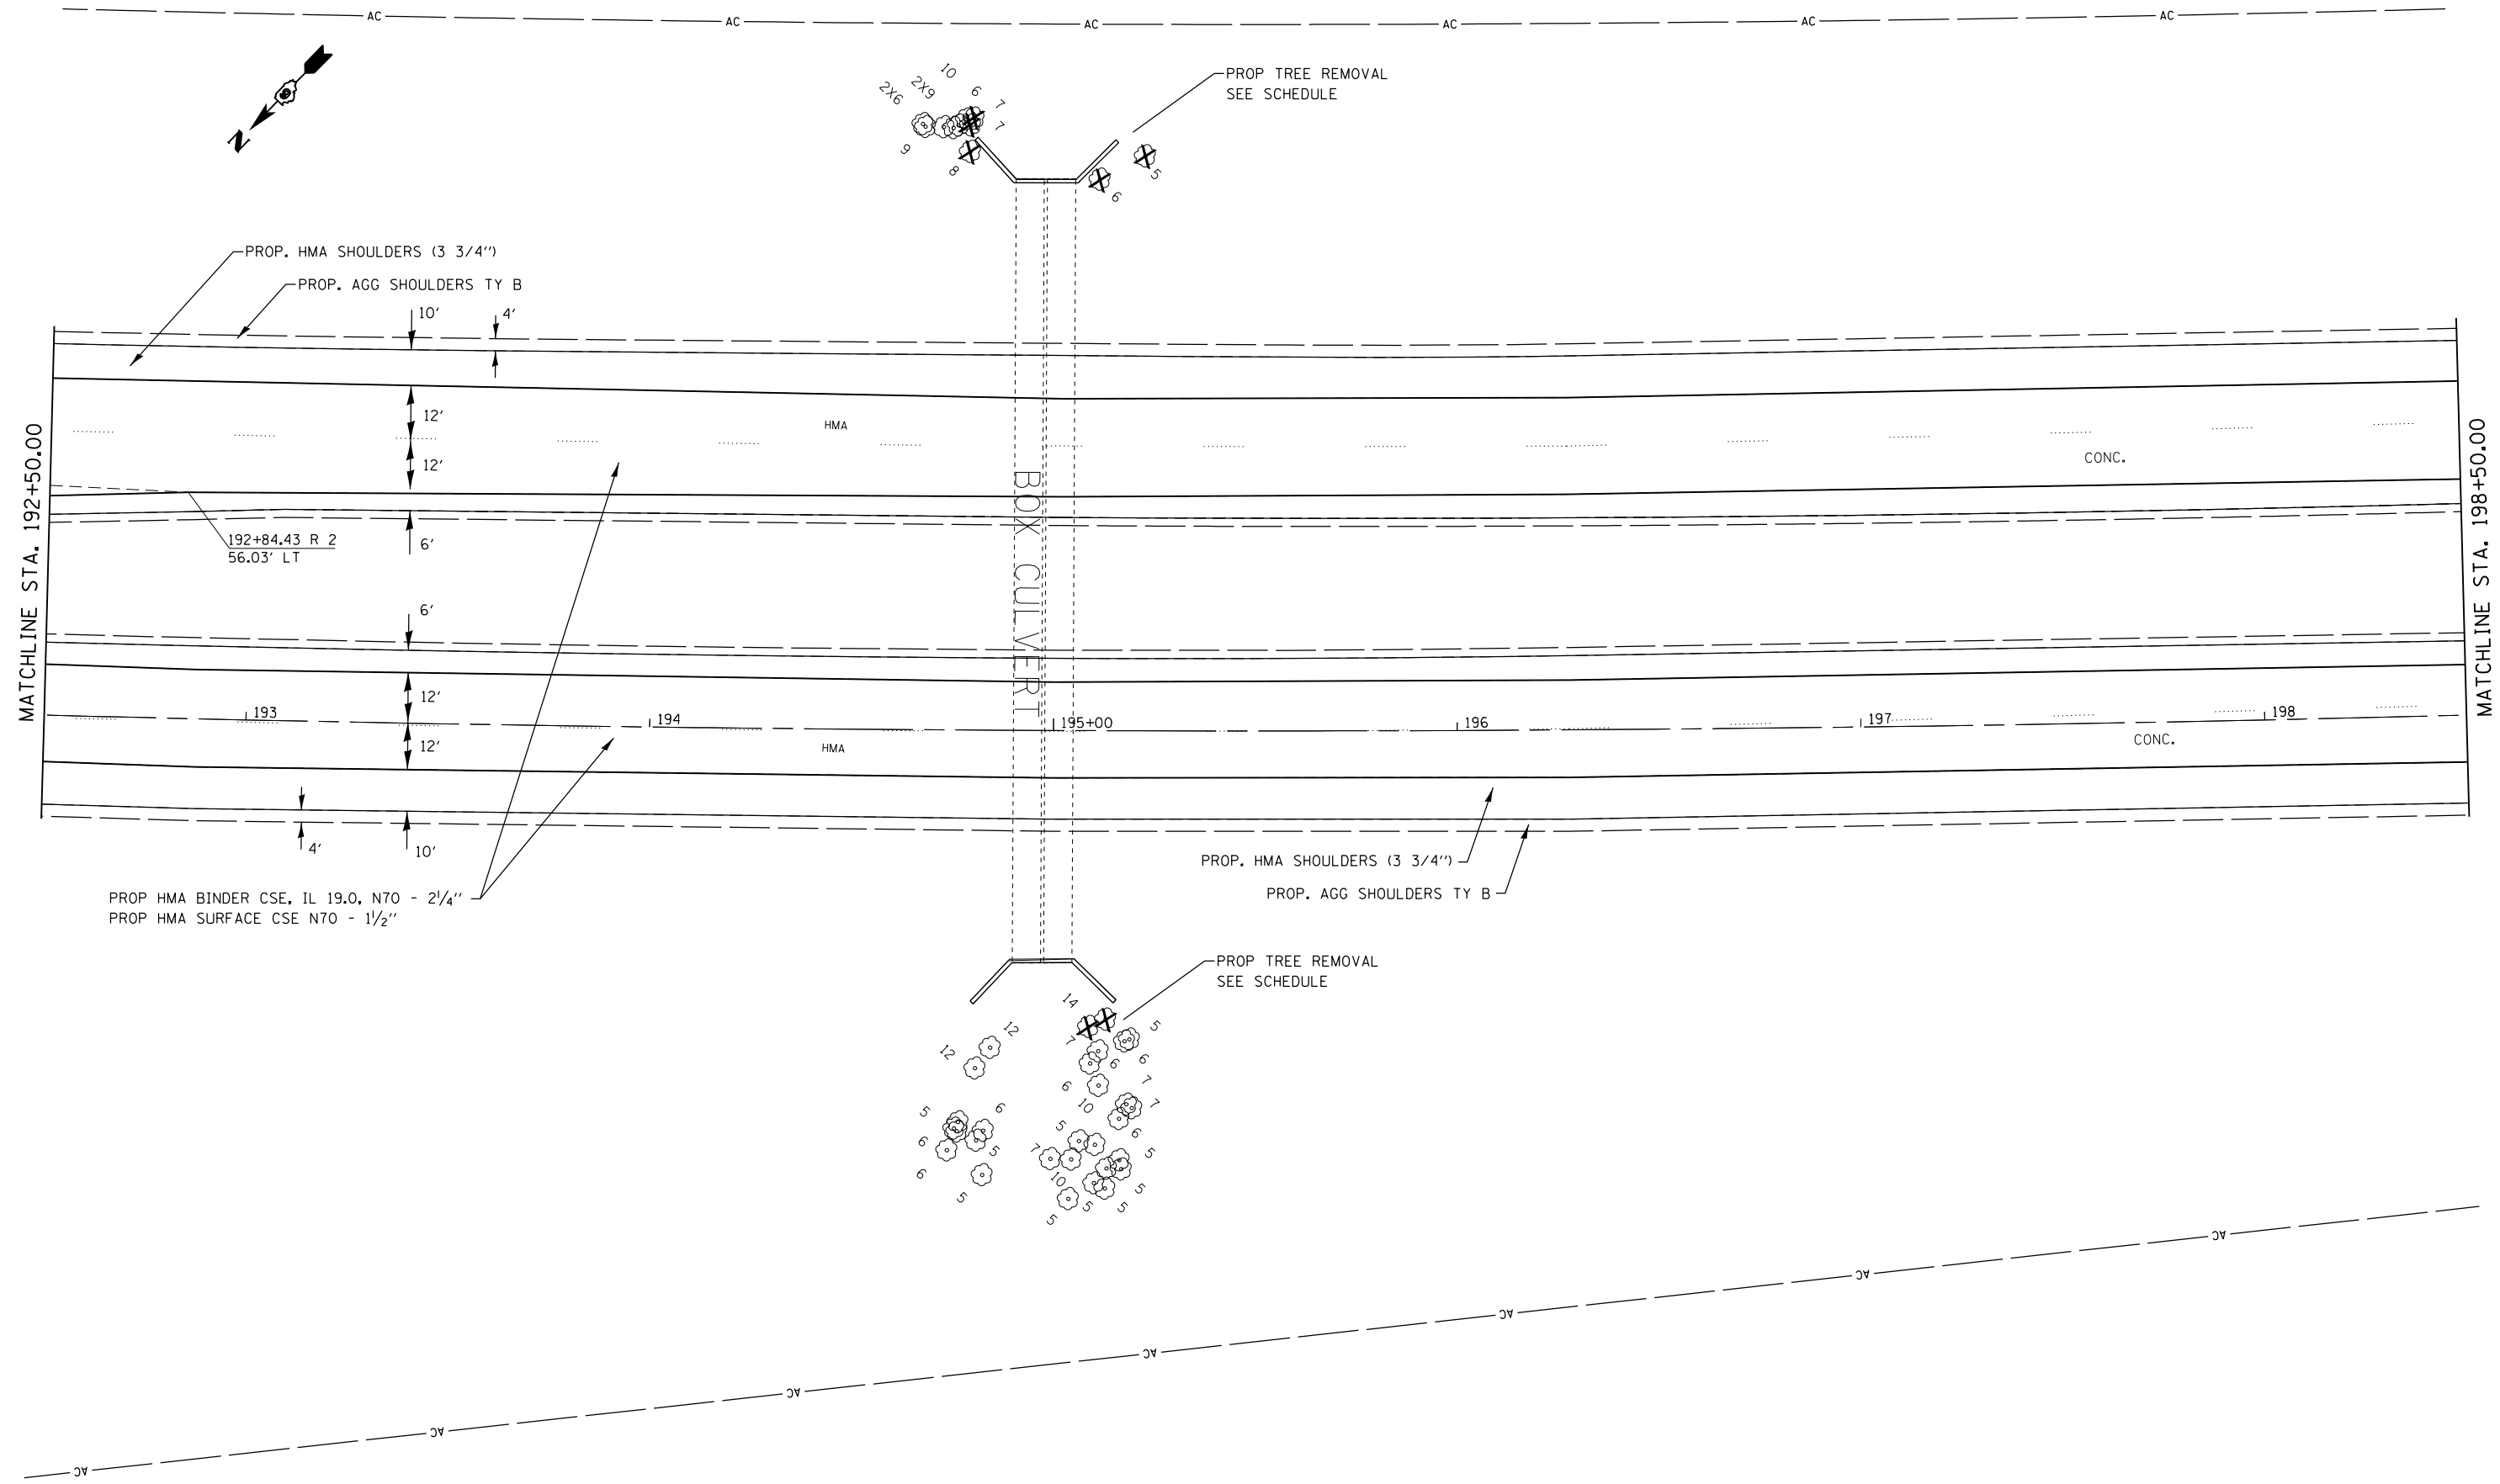 AC AC AC AC AC AC
N
10
2X9
2X6
6
7
7
9
8
PROP TREE REMOVAL
SEE SCHEDULE
5
6
PROP. HMA SHOULDERS (3 3/4'')
PROP. AGG SHOULDERS TY B
10'
4'
12'
HMA
12'
CONC.
MATCHLINE STA. 192+50.00
MATCHLINE STA. 198+50.00
BOX CULVERT
192+84.43 R 2
56.03' LT
6'
6'
12'
193
194
195+00
196
197
198
12'
HMA
CONC.
4'
10'
PROP. HMA SHOULDERS (3 3/4'')
PROP. AGG SHOULDERS TY B
PROP HMA BINDER CSE, IL 19.0, N70 - 2 1/4''
PROP HMA SURFACE CSE N70 - 1 1/2''
PROP TREE REMOVAL
SEE SCHEDULE
14
12
12
5
7
6
6
6
7
10
7
5
6
6
5
6
5
7
5
6
5
10
5
5
5
5
AC AC AC AC AC AC AC